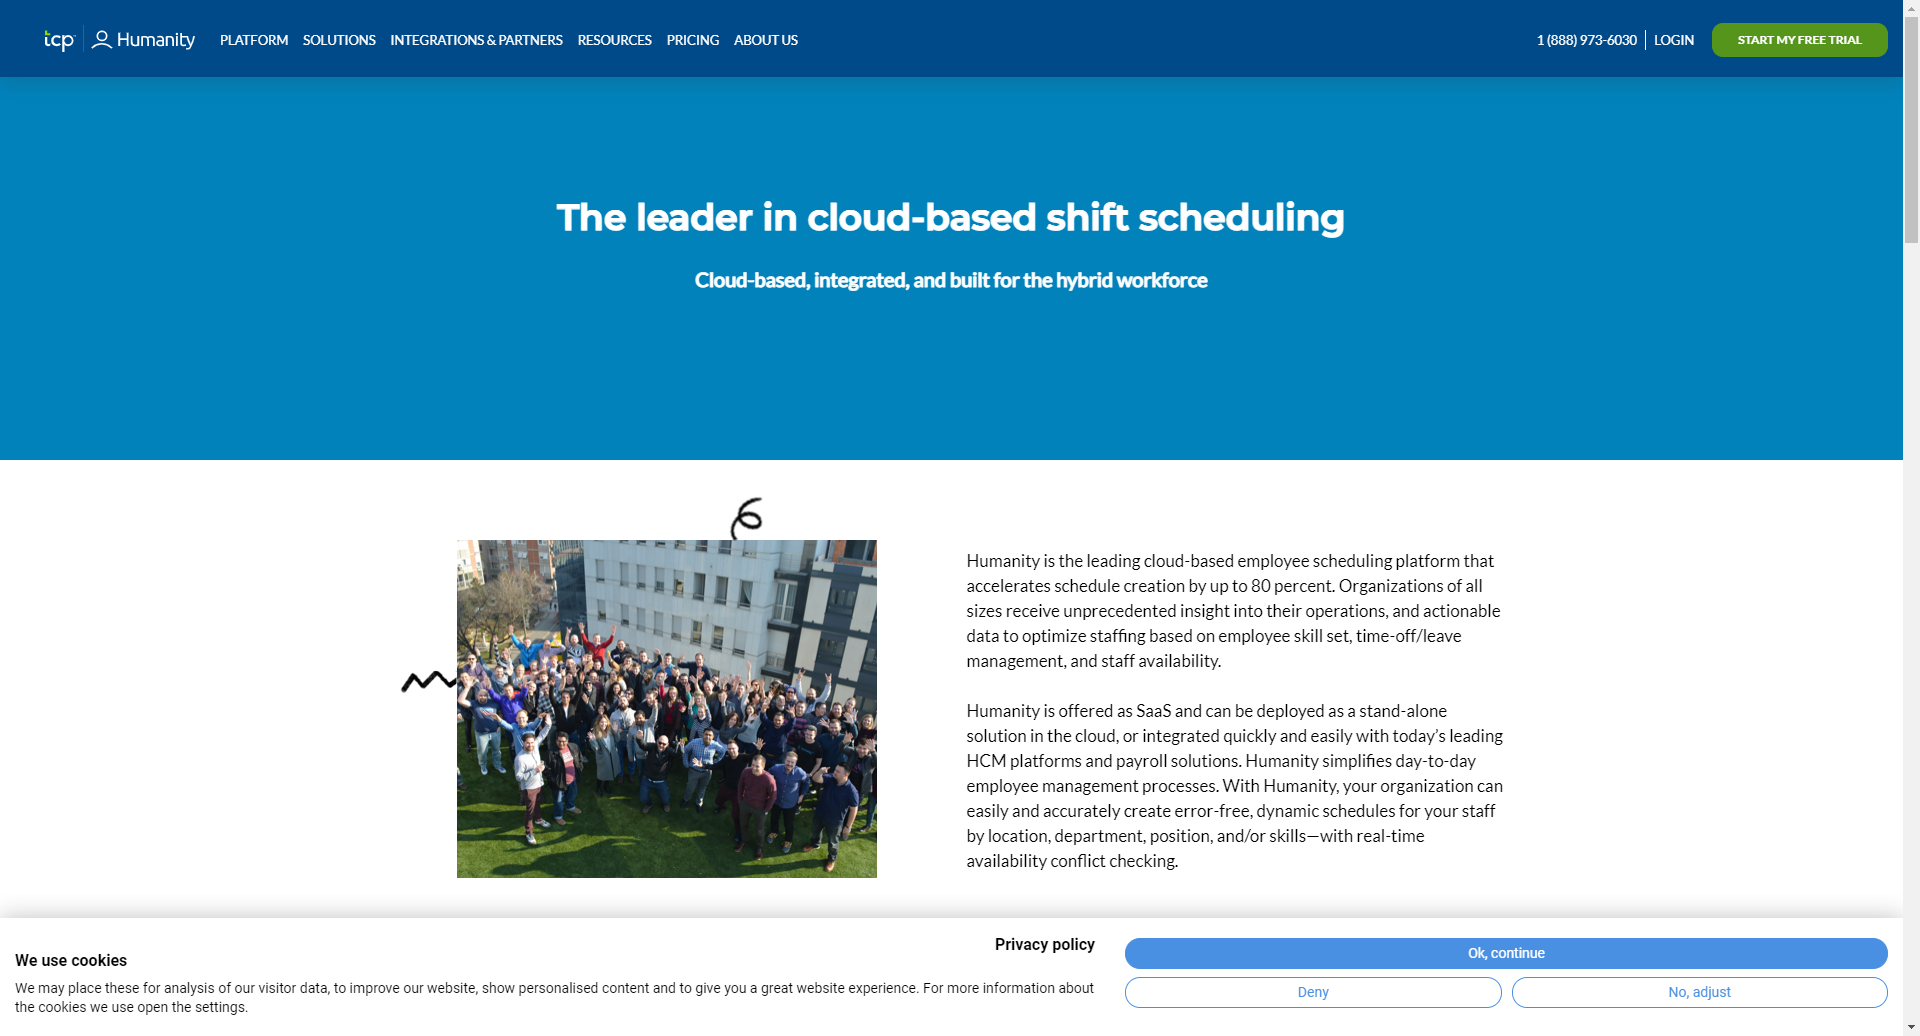 tcp Humanity PLATFORM SOLUTIONS INTEGRATIONS & PARTNERS RESOURCES PRICING ABOUT US 1 (888) 973-6030 LOGIN START MY FREE TRIAL
The leader in cloud-based shift scheduling
Cloud-based, integrated, and built for the hybrid workforce
Humanity is the leading cloud-based employee scheduling platform that
accelerates schedule creation by up to 80 percent. Organizations of all
sizes receive unprecedented insight into their operations, and actionable
data to optimize staffing based on employee skill set, time-off/leave
management, and staff availability.
Humanity is offered as SaaS and can be deployed as a stand-alone
solution in the cloud, or integrated quickly and easily with today’s leading
HCM platforms and payroll solutions. Humanity simplifies day-to-day
employee management processes. With Humanity, your organization can
easily and accurately create error-free, dynamic schedules for your staff
by location, department, position, and/or skills—with real-time
availability conflict checking.
We use cookies
Privacy policy
We may place these for analysis of our visitor data, to improve our website, show personalised content and to give you a great website experience. For more information about
the cookies we use open the settings.
Ok, continue
Deny
No, adjust